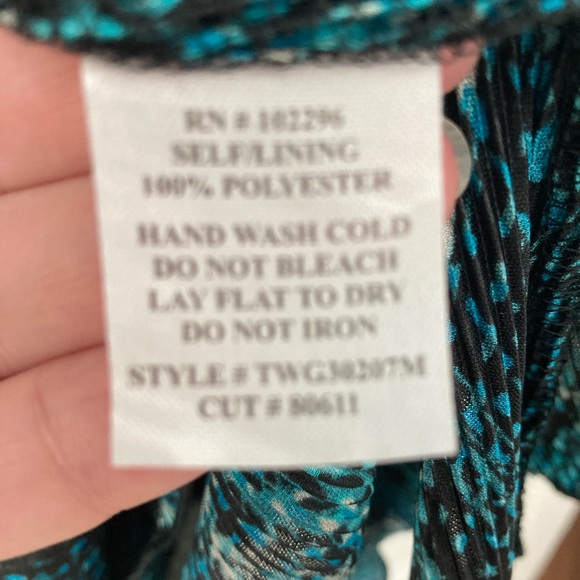 RN # 102296
SELF/LINING
100% POLYESTER
HAND WASH COLD
DO NOT BLEACH
LAY FLAT TO DRY
DO NOT IRON
STYLE # TWG30207M
CUT # 80611